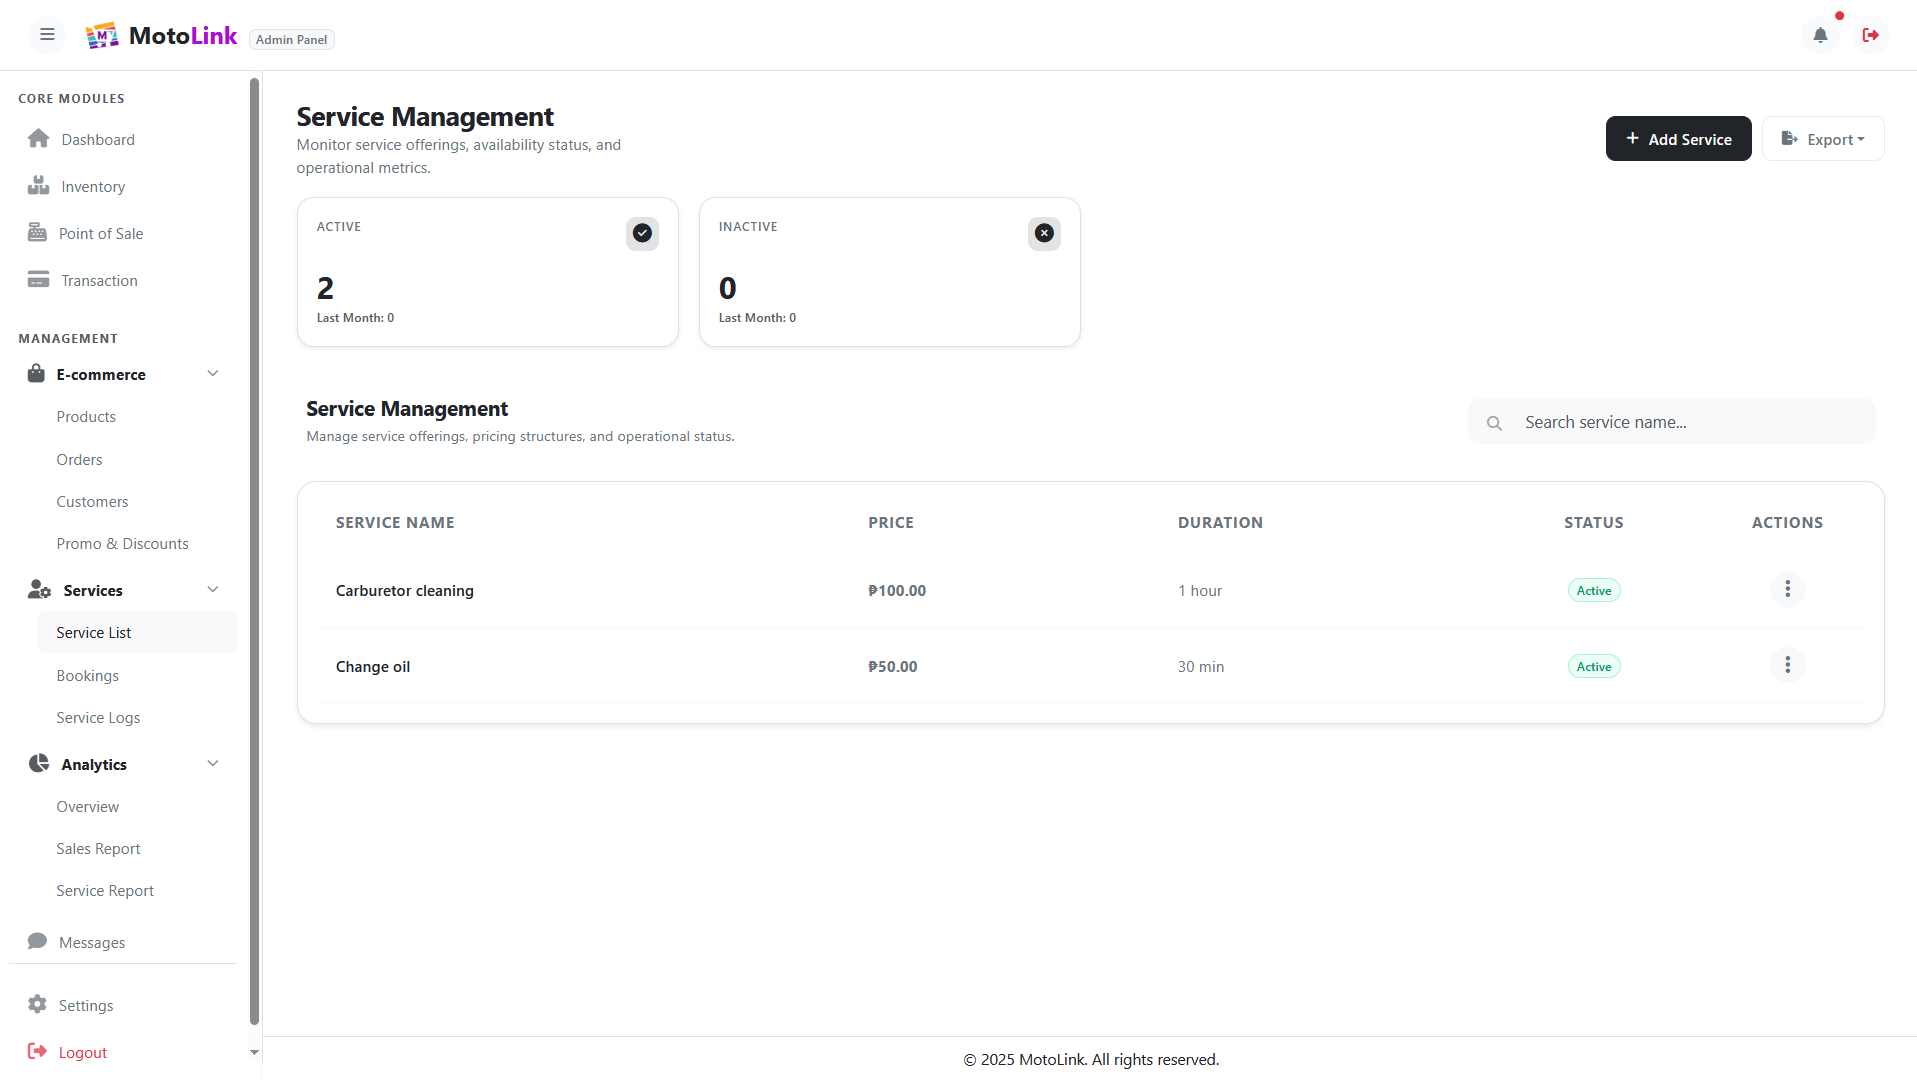 MotoLink Admin Panel
CORE MODULES
Dashboard
Inventory
Point of Sale
Transaction
MANAGEMENT
E-commerce
Products
Orders
Customers
Promo & Discounts
Services
Service List
Bookings
Service Logs
Analytics
Overview
Sales Report
Service Report
Messages
Settings
Logout
Service Management
Monitor service offerings, availability status, and
operational metrics.
Add Service
Export
ACTIVE
2
Last Month: 0
INACTIVE
0
Last Month: 0
Service Management
Manage service offerings, pricing structures, and operational status.
Search service name...
SERVICE NAME PRICE DURATION STATUS ACTIONS
Carburetor cleaning ₱100.00 1 hour Active
Change oil ₱50.00 30 min Active
© 2025 MotoLink. All rights reserved.